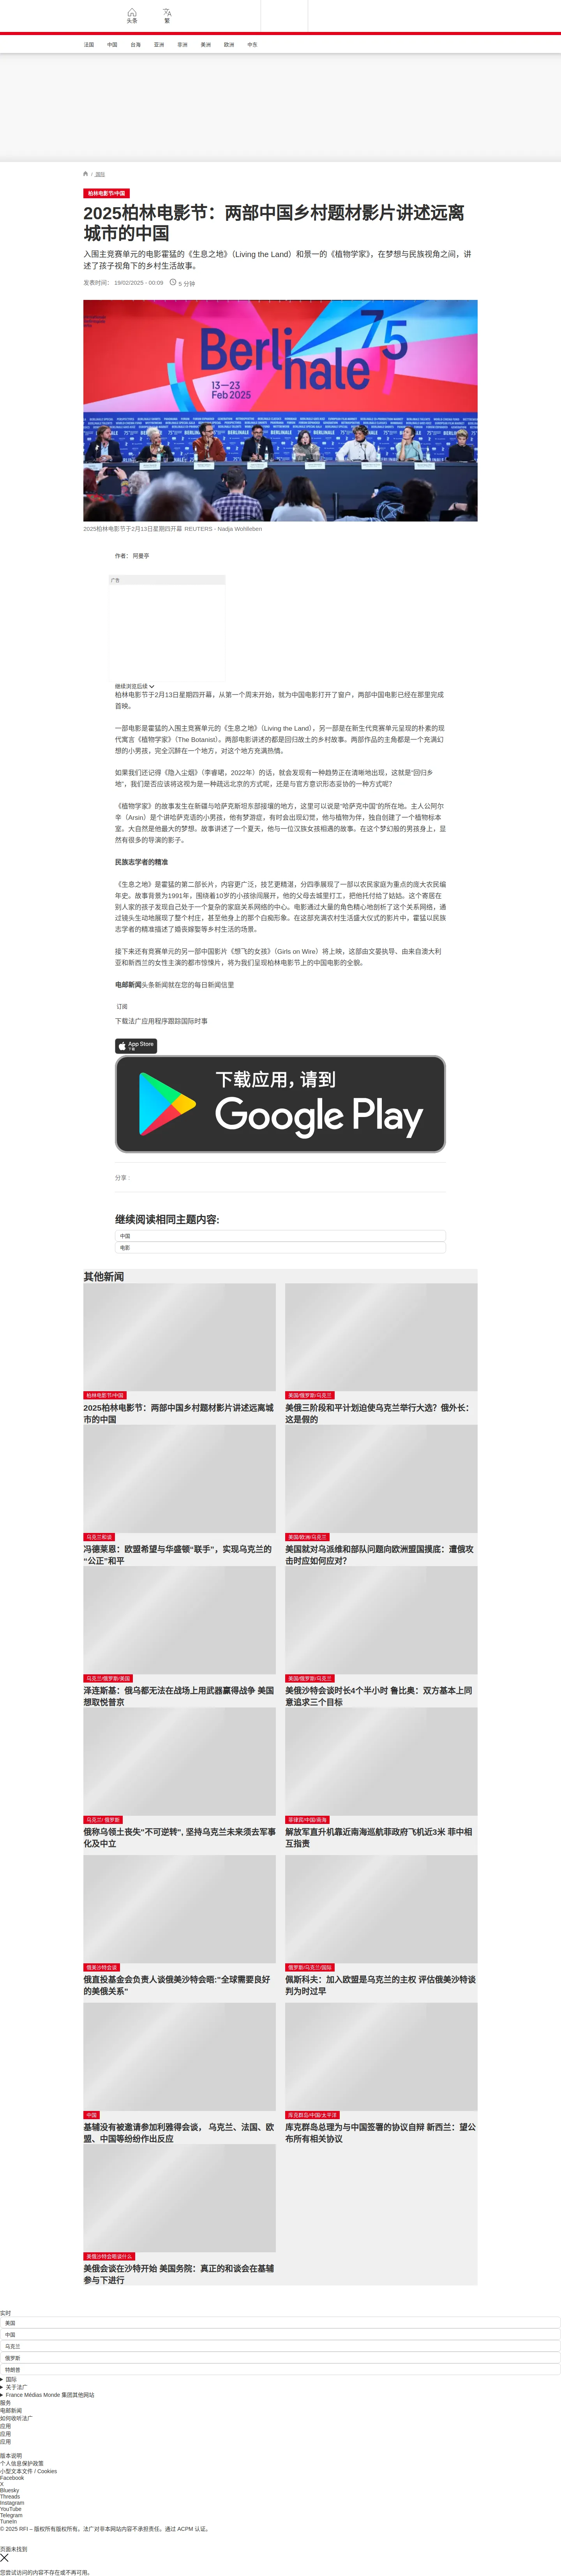 头条
繁
法国 中国 台海 亚洲 非洲 美洲 欧洲 中东
/ 国际
柏林电影节/中国
2025柏林电影节：两部中国乡村题材影片讲述远离
城市的中国
入围主竞赛单元的电影霍猛的《生息之地》（Living the Land）和景一的《植物学家》，在梦想与民族视角之间，讲
述了孩子视角下的乡村生活故事。
发表时间： 19/02/2025 - 00:09 5 分钟
75
Berlinale
13—23
Feb 2025
2025柏林电影节于2月13日星期四开幕 REUTERS - Nadja Wohlleben
作者： 阿曼亭
广告
继续浏览后续
柏林电影节于2月13日星期四开幕，从第一个周末开始，就为中国电影打开了窗户，两部中国电影已经在那里完成
首映。
一部电影是霍猛的入围主竞赛单元的《生息之地》（Living the Land），另一部是在新生代竞赛单元呈现的朴素的现
代寓言《植物学家》（The Botanist）。两部电影讲述的都是回归故土的乡村故事。两部作品的主角都是一个充满幻
想的小男孩，完全沉醉在一个地方，对这个地方充满热情。
如果我们还记得《隐入尘烟》（李睿珺，2022年）的话，就会发现有一种趋势正在清晰地出现，这就是“回归乡
地”，我们是否应该将这视为是一种疏远北京的方式呢，还是与官方意识形态妥协的一种方式呢？
《植物学家》的故事发生在新疆与哈萨克斯坦东部接壤的地方，这里可以说是“哈萨克中国”的所在地。主人公阿尔
辛（Arsin）是个讲哈萨克语的小男孩，他有梦游症，有时会出现幻觉，他与植物为伴，独自创建了一个植物标本
室。大自然是他最大的梦想。故事讲述了一个夏天，他与一位汉族女孩相遇的故事。在这个梦幻般的男孩身上，显
然有很多的导演的影子。
民族志学者的精准
《生息之地》是霍猛的第二部长片，内容更广泛，技艺更精湛，分四季展现了一部以农民家庭为重点的庞大农民编
年史。故事背景为1991年，围绕着10岁的小孩徐闯展开，他的父母去城里打工，把他托付给了姑姑。这个寄居在
别人家的孩子发现自己处于一个复杂的家庭关系网络的中心。电影通过大量的角色精心地剖析了这个关系网络，通
过镜头生动地展现了整个村庄，甚至他身上的那个自痴形象。在这部充满农村生活盛大仪式的影片中，霍猛以民族
志学者的精准描述了婚丧嫁娶等乡村生活的场景。
接下来还有竞赛单元的另一部中国影片《想飞的女孩》（Girls on Wire）将上映，这部由文晏执导、由来自澳大利
亚和新西兰的女性主演的都市惊悚片，将为我们呈现柏林电影节上的中国电影的全貌。
电邮新闻头条新闻就在您的每日新闻信里
订阅
下载法广应用程序跟踪国际时事
App Store
下载
下载应用，请到
Google Play
分享 :
继续阅读相同主题内容:
中国
电影
其他新闻
柏林电影节/中国
2025柏林电影节：两部中国乡村题材影片讲述远离城
市的中国
美国/俄罗斯/乌克兰
美俄三阶段和平计划迫使乌克兰举行大选？俄外长：
这是假的
乌克兰和谈
冯德莱恩：欧盟希望与华盛顿“联手”，实现乌克兰的
“公正”和平
美国/欧洲/乌克兰
美国就对乌派维和部队问题向欧洲盟国摸底：遭俄攻
击时应如何应对？
乌克兰/俄罗斯/美国
泽连斯基：俄乌都无法在战场上用武器赢得战争 美国
想取悦普京
美国/俄罗斯/乌克兰
美俄沙特会谈时长4个半小时 鲁比奥：双方基本上同
意追求三个目标
乌克兰/ 俄罗斯
俄称乌领土丧失"不可逆转", 坚持乌克兰未来须去军事
化及中立
菲律宾/中国/南海
解放军直升机靠近南海巡航菲政府飞机近3米 菲中相
互指责
俄美沙特会谈
俄直投基金会负责人谈俄美沙特会晤:"全球需要良好
的美俄关系"
俄罗斯/乌克兰/国际
佩斯科夫：加入欧盟是乌克兰的主权 评估俄美沙特谈
判为时过早
中国
基辅没有被邀请参加利雅得会谈， 乌克兰、法国、欧
盟、中国等纷纷作出反应
库克群岛/中国/太平洋
库克群岛总理为与中国签署的协议自辩 新西兰：望公
布所有相关协议
美俄沙特会晤谈什么
美俄会谈在沙特开始 美国务院：真正的和谈会在基辅
参与下进行
实时
美国
中国
乌克兰
俄罗斯
特朗普
国际
关于法广
France Médias Monde 集团其他网站
服务
电邮新闻
如何收听法广
应用
应用
应用
版本说明
个人信息保护政策
小型文本文件 / Cookies
Facebook
X
Bluesky
Threads
Instagram
YouTube
Telegram
TuneIn
© 2025 RFI – 版权所有版权所有。法广对非本网站内容不承担责任。通过 ACPM 认证。
页面未找到
您尝试访问的内容不存在或不再可用。